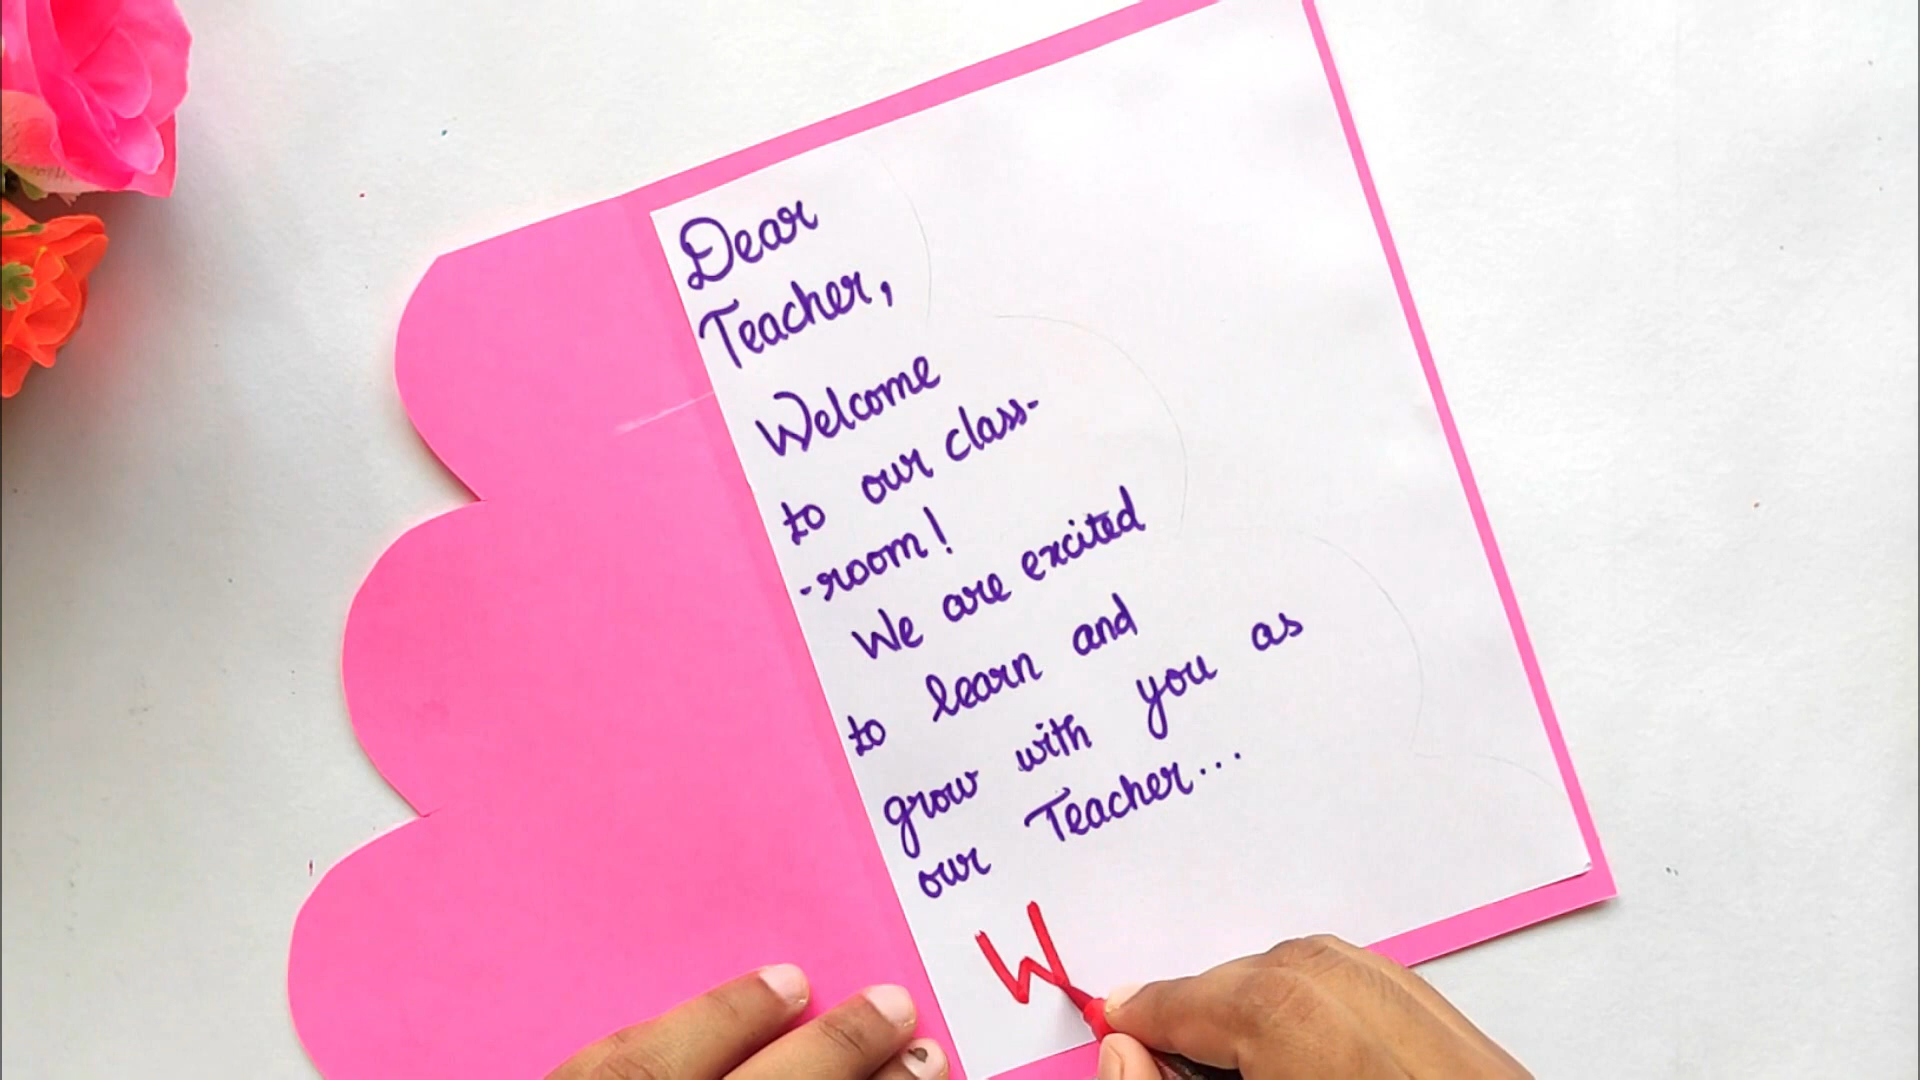 Dear
Teacher,
Welcome
to our class-
-room!
We are excited
to learn and
grow with you as
our Teacher...
W